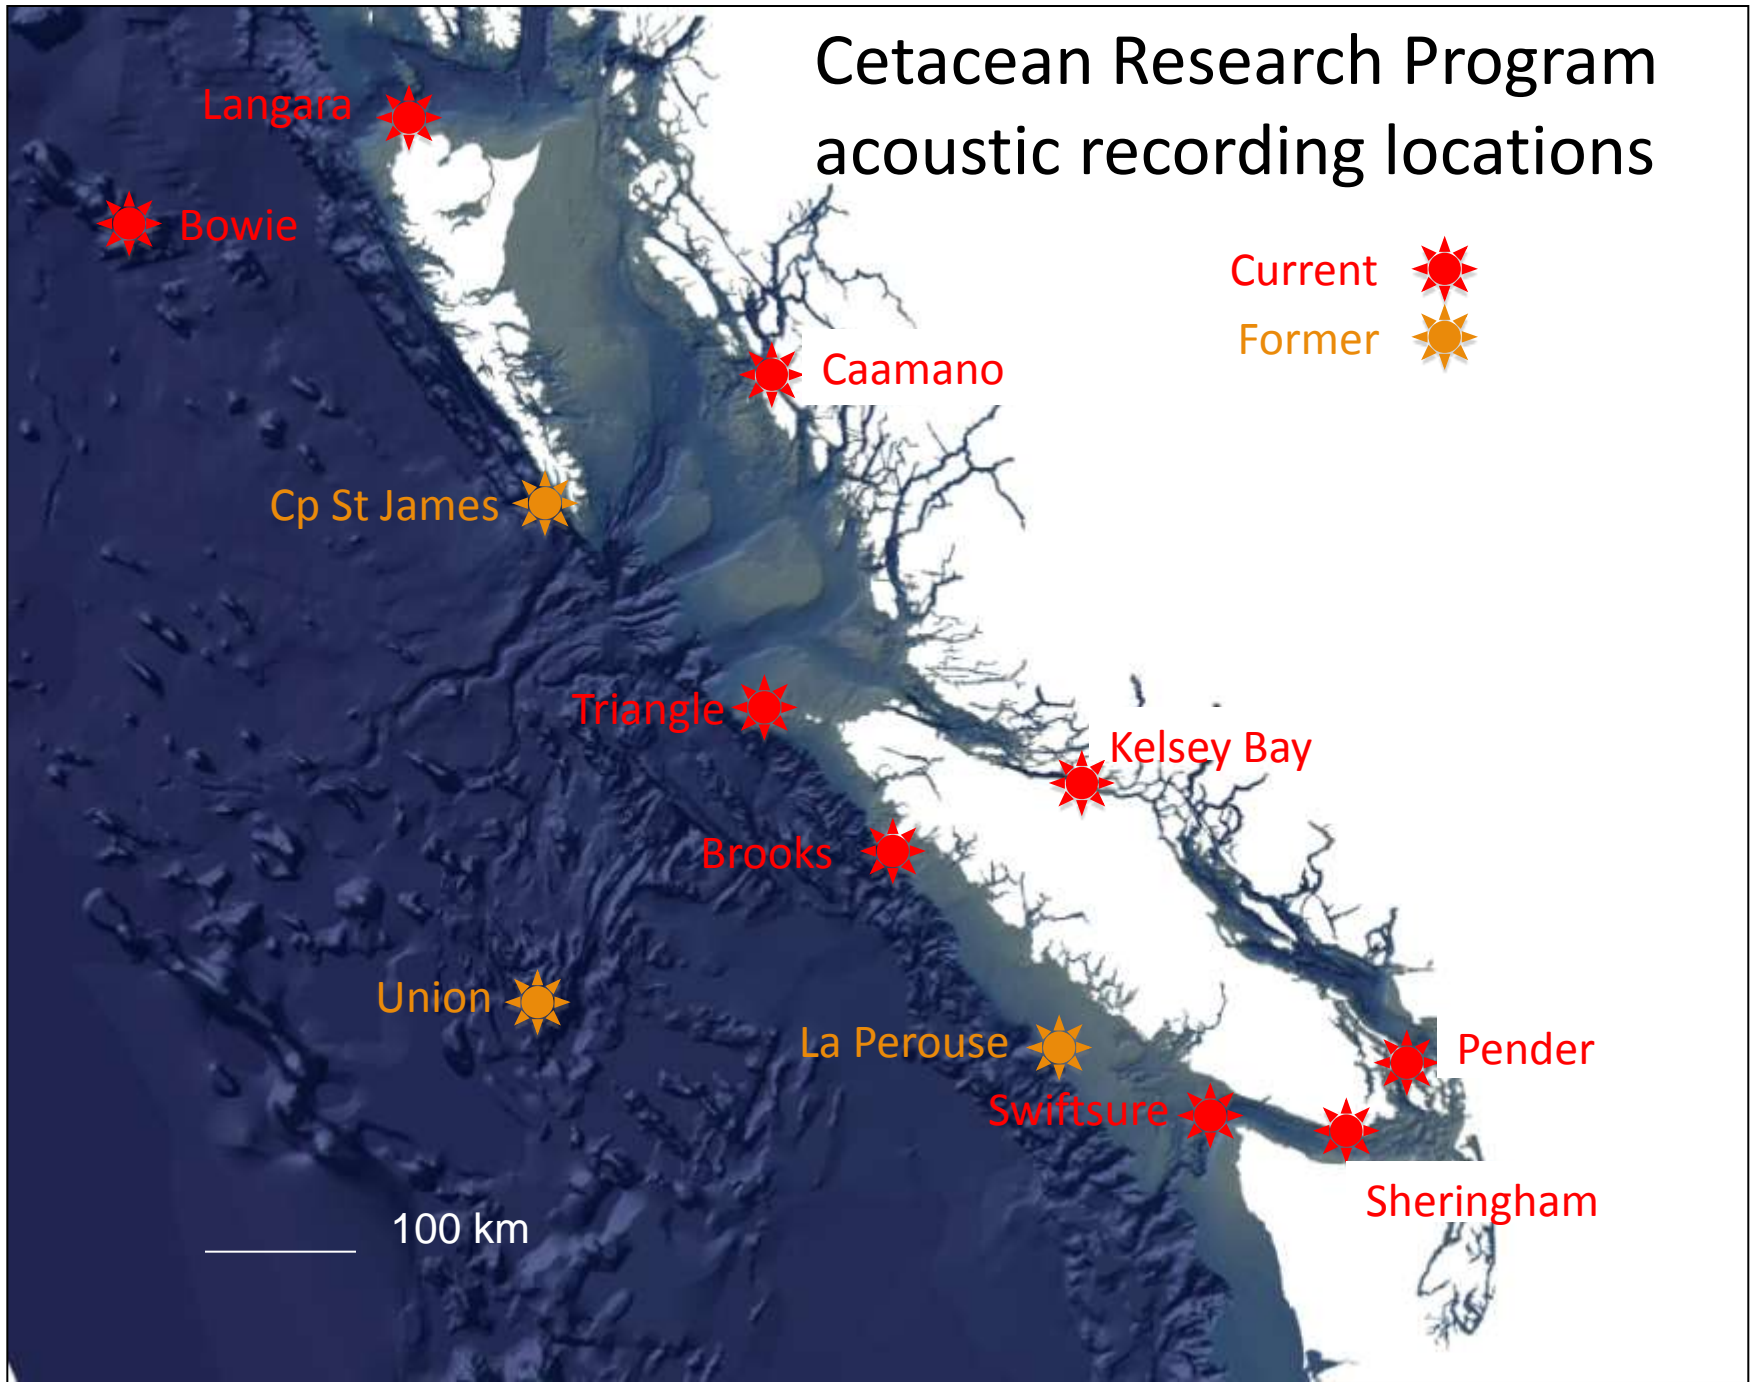 Cetacean Research Program
acoustic recording locations
Langara
Bowie
Current
Former
Caamano
Cp St James
Triangle
Kelsey Bay
Brooks
Union
La Perouse
Pender
Swiftsure
Sheringham
100 km